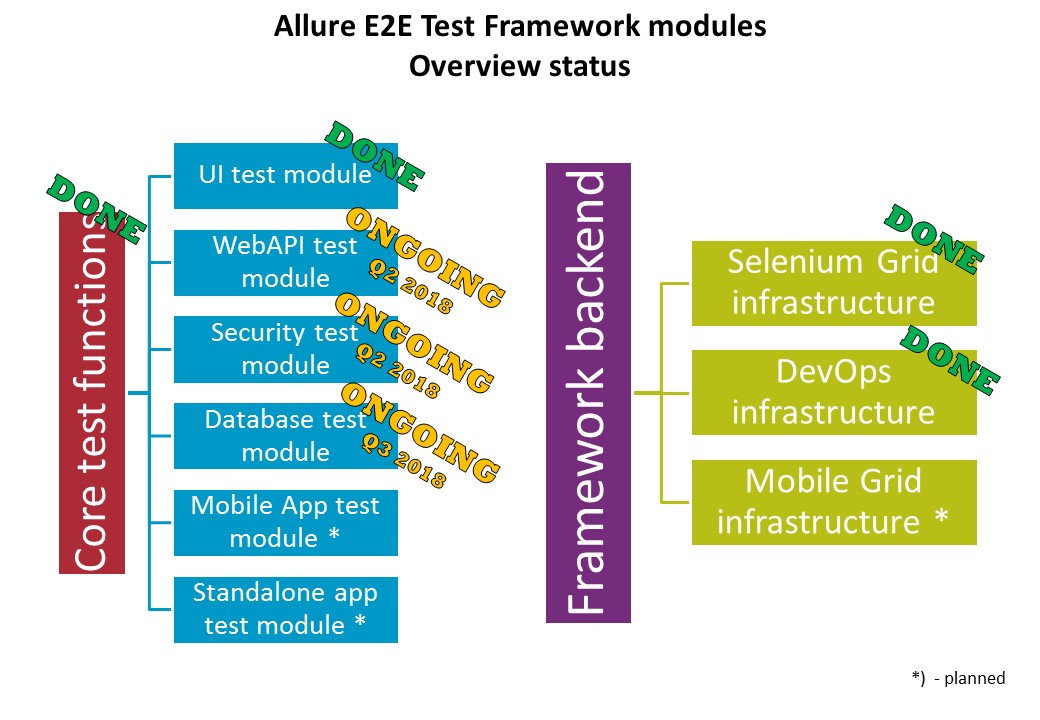 Allure E2E Test Framework modules
Overview status
DONE
Core test functions
UI test module
DONE
WebAPI test
module
ONGOING
Q2 2018
Security test
module
ONGOING
Q2 2018
Database test
module
ONGOING
Q3 2018
Mobile App test
module *
Standalone app
test module *
Framework backend
Selenium Grid
infrastructure
DONE
DevOps
infrastructure
DONE
Mobile Grid
infrastructure *
*) - planned